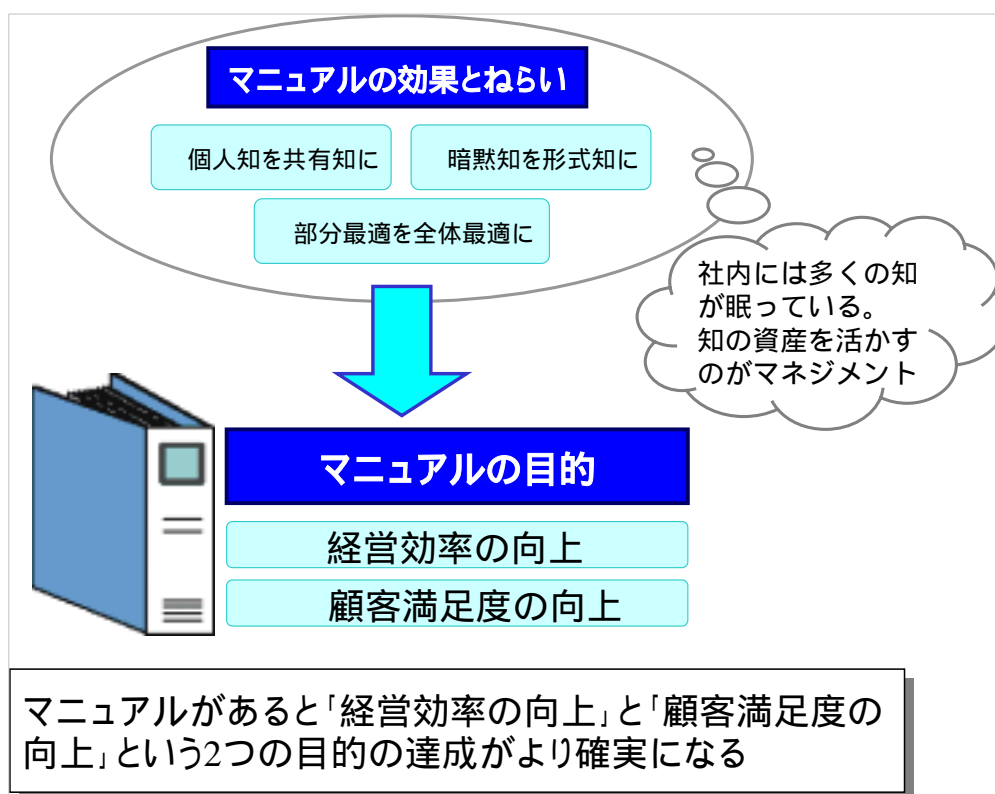 マニュアルの効果とねらい
個人知を共有知に
暗黙知を形式知に
部分最適を全体最適に
社内には多くの知
が眠っている。
知の資産を活かす
のがマネジメント
マニュアルの目的
経営効率の向上
顧客満足度の向上
マニュアルがあると「経営効率の向上」と「顧客満足度の
向上」という2つの目的の達成がより確実になる